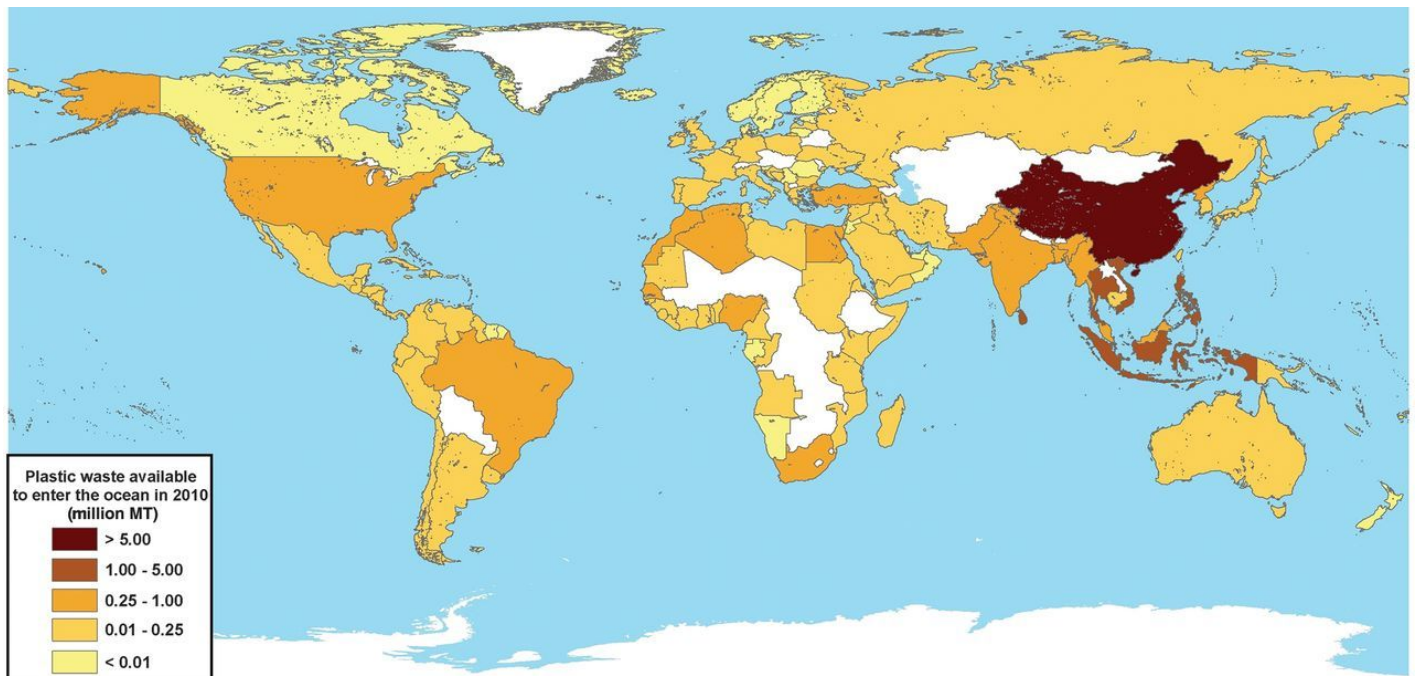 Plastic waste available
to enter the ocean in 2010
(million MT)
> 5.00
1.00 - 5.00
0.25 - 1.00
0.01 - 0.25
< 0.01